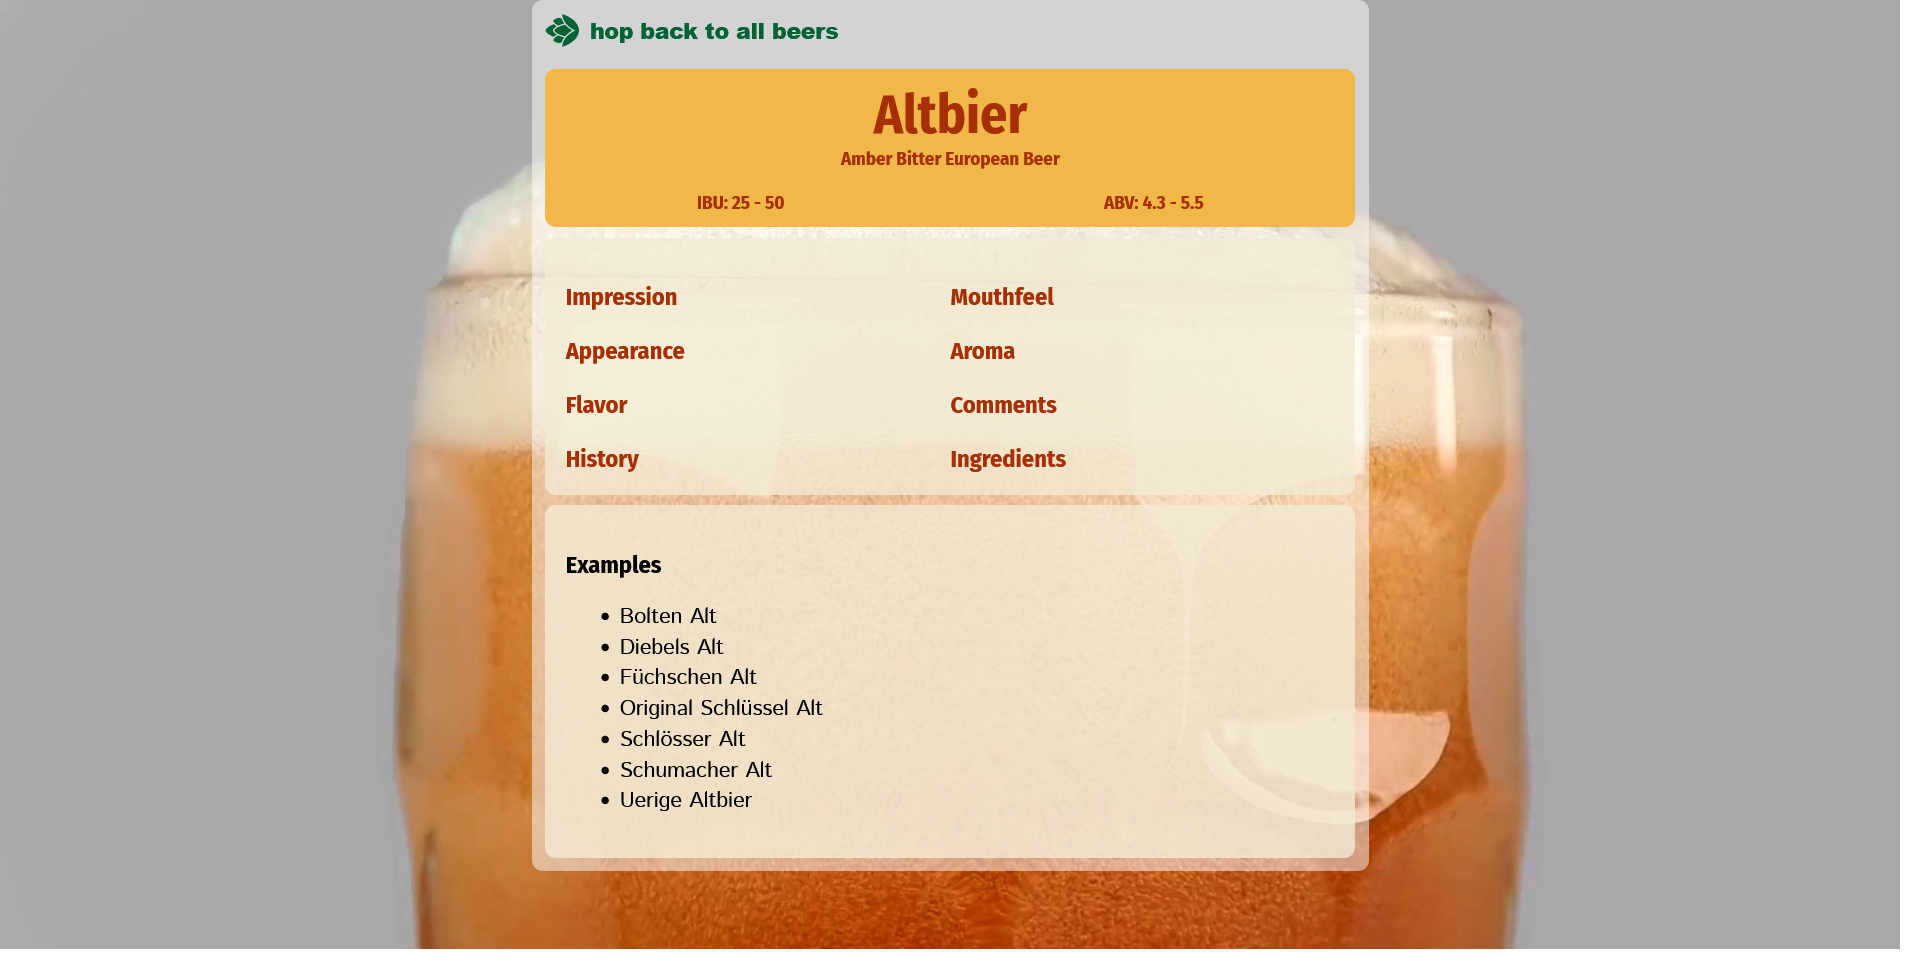 hop back to all beers
Altbier
Amber Bitter European Beer
IBU: 25 - 50
ABV: 4.3 - 5.5
Impression
Mouthfeel
Appearance
Aroma
Flavor
Comments
History
Ingredients
Examples
Bolten Alt
Diebels Alt
Füchschen Alt
Original Schlüssel Alt
Schlösser Alt
Schumacher Alt
Uerige Altbier